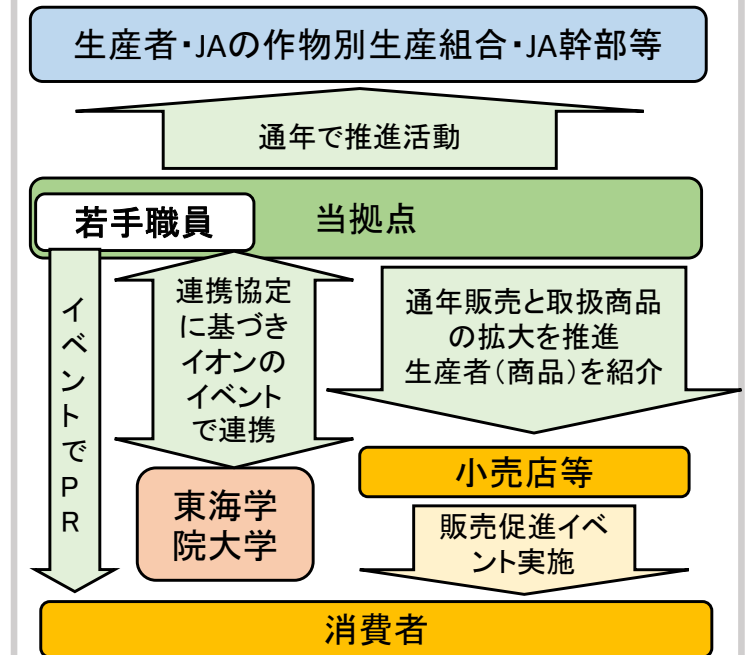 生産者・JAの作物別生産組合・JA幹部等
通年で推進活動
若手職員
当拠点
イベントでPR
連携協定
に基づき
イオンの
イベント
で連携
通年販売と取扱商品
の拡大を推進
生産者(商品)を紹介
東海学
院大学
小売店等
販売促進イベ
ント実施
消費者